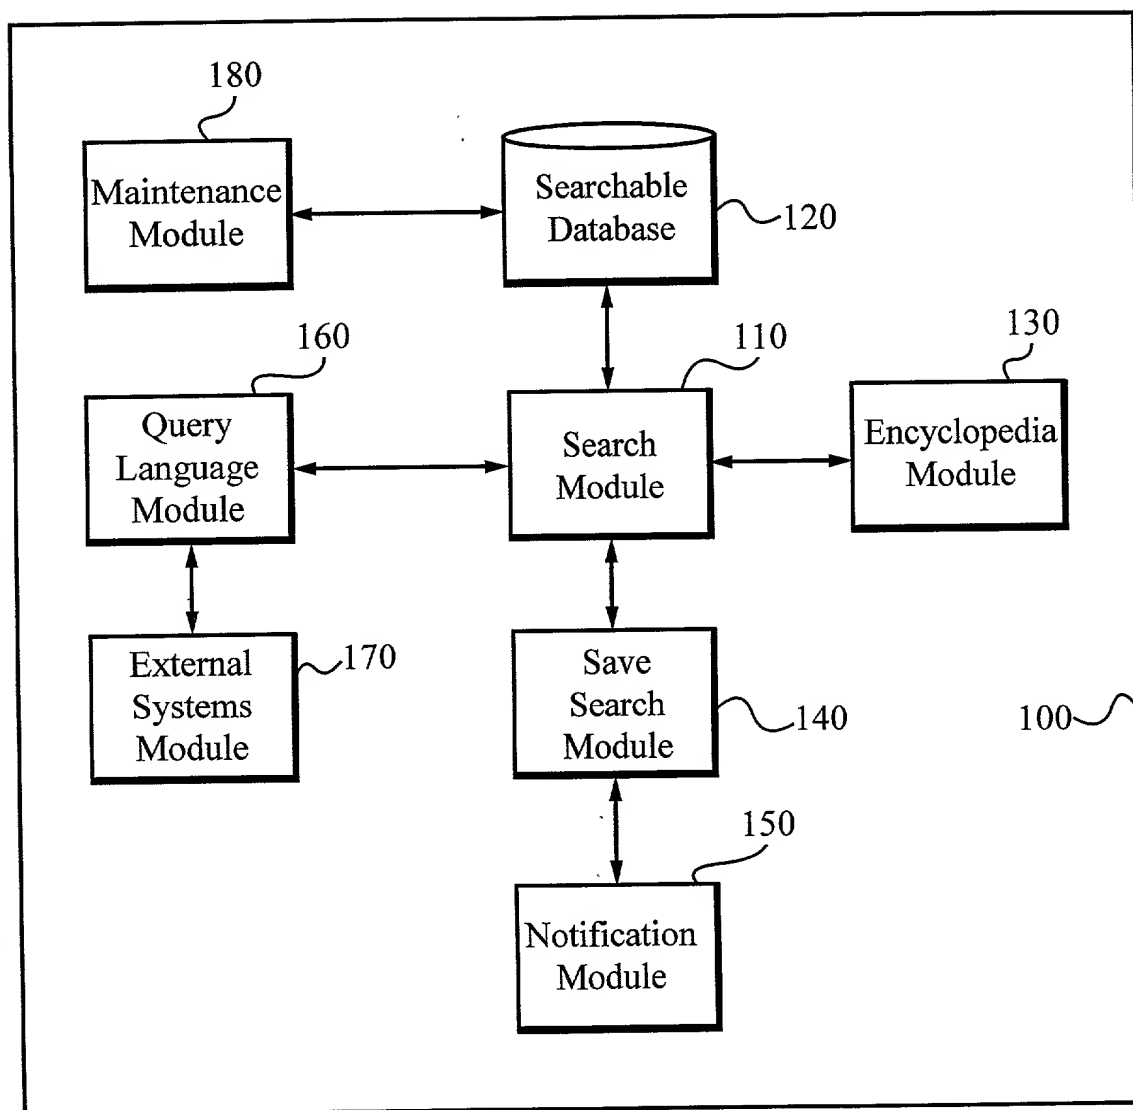 180
Maintenance
Module
Searchable
Database
120
160
110
130
Query
Language
Module
Search
Module
Encyclopedia
Module
External
Systems
Module
170
Save
Search
Module
140
100
150
Notification
Module